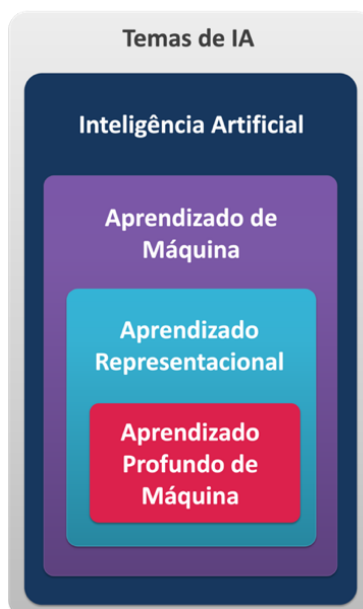 Temas de IA
Inteligência Artificial
Aprendizado de
Máquina
Aprendizado
Representacional
Aprendizado
Profundo de
Máquina